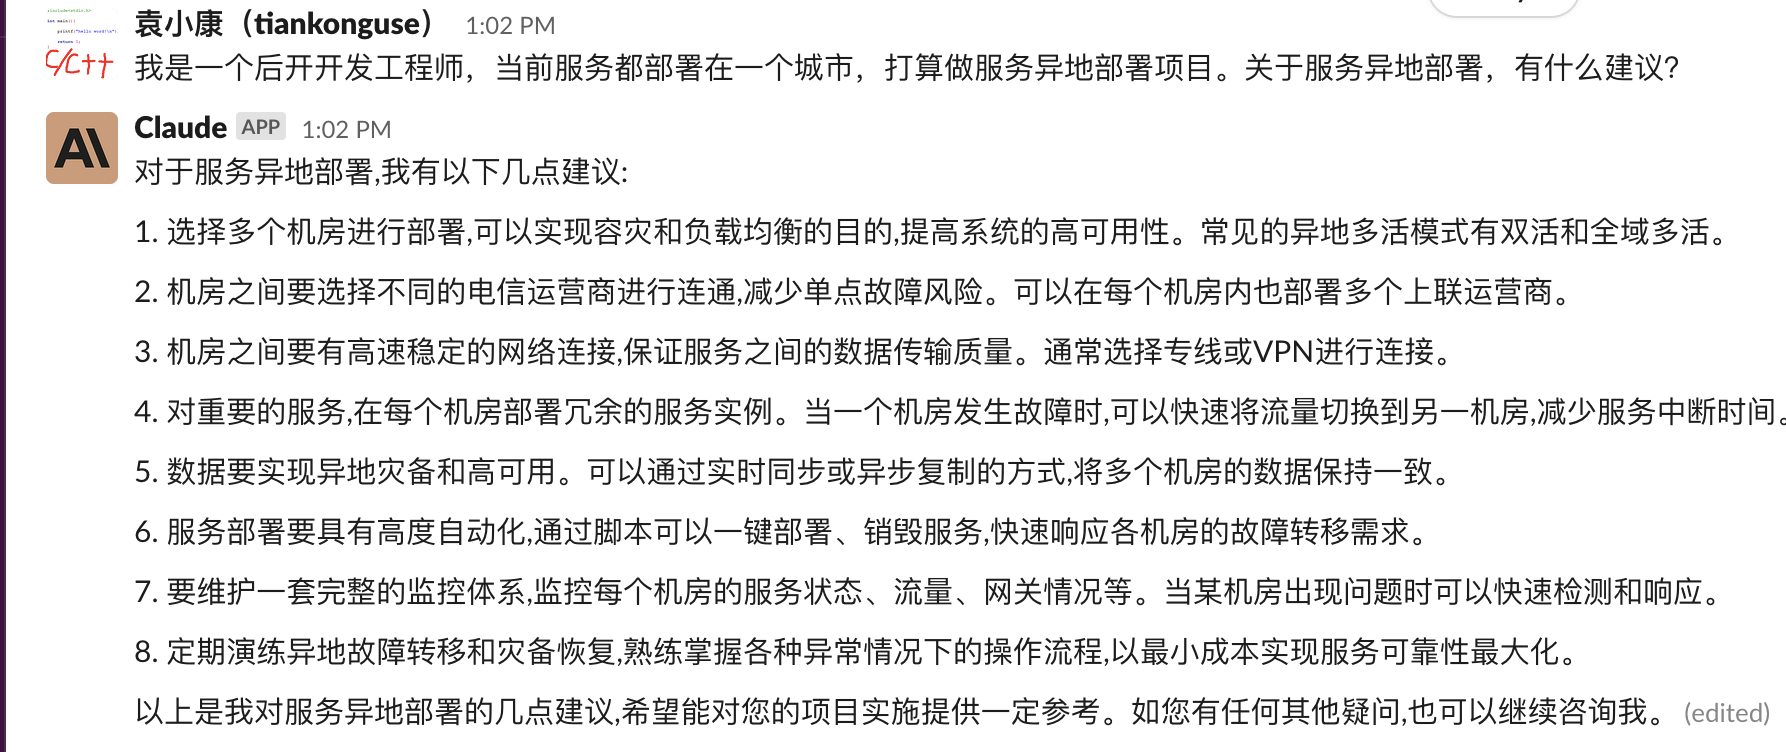 #include<stdio.h>
int main(){
printf("hello word!\n");
return 0;
C/C++
袁小康（tiankonguse） 1:02 PM
我是一个后开开发工程师，当前服务都部署在一个城市，打算做服务异地部署项目。关于服务异地部署，有什么建议？
Claude APP 1:02 PM
对于服务异地部署,我有以下几点建议:
1. 选择多个机房进行部署,可以实现容灾和负载均衡的目的,提高系统的高可用性。常见的异地多活模式有双活和全域多活。
2. 机房之间要选择不同的电信运营商进行连通,减少单点故障风险。可以在每个机房内也部署多个上联运营商。
3. 机房之间要有高速稳定的网络连接,保证服务之间的数据传输质量。通常选择专线或VPN进行连接。
4. 对重要的服务,在每个机房部署冗余的服务实例。当一个机房发生故障时,可以快速将流量切换到另一机房,减少服务中断时间。
5. 数据要实现异地灾备和高可用。可以通过实时同步或异步复制的方式,将多个机房的数据保持一致。
6. 服务部署要具有高度自动化,通过脚本可以一键部署、销毁服务,快速响应各机房的故障转移需求。
7. 要维护一套完整的监控体系,监控每个机房的服务状态、流量、网关情况等。当某机房出现问题时可以快速检测和响应。
8. 定期演练异地故障转移和灾备恢复,熟练掌握各种异常情况下的操作流程,以最小成本实现服务可靠性最大化。
以上是我对服务异地部署的几点建议,希望能对您的项目实施提供一定参考。如您有任何其他疑问,也可以继续咨询我。 (edited)